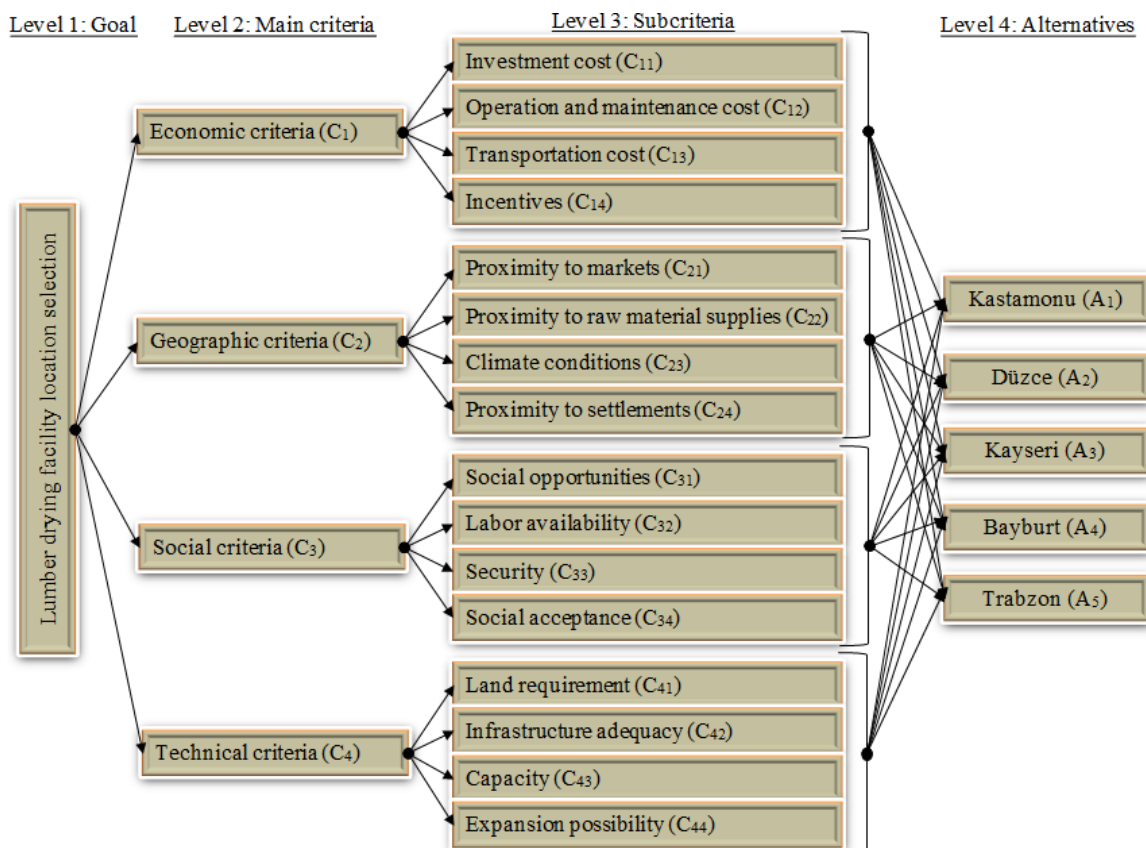 Level 1: Goal
Level 2: Main criteria
Level 3: Subcriteria
Level 4: Alternatives
Lumber drying facility location selection
Economic criteria (C₁)
Geographic criteria (C₂)
Social criteria (C₃)
Technical criteria (C₄)
Investment cost (C₁₁)
Operation and maintenance cost (C₁₂)
Transportation cost (C₁₃)
Incentives (C₁₄)
Proximity to markets (C₂₁)
Proximity to raw material supplies (C₂₂)
Climate conditions (C₂₃)
Proximity to settlements (C₂₄)
Social opportunities (C₃₁)
Labor availability (C₃₂)
Security (C₃₃)
Social acceptance (C₃₄)
Land requirement (C₄₁)
Infrastructure adequacy (C₄₂)
Capacity (C₄₃)
Expansion possibility (C₄₄)
Kastamonu (A₁)
Düzce (A₂)
Kayseri (A₃)
Bayburt (A₄)
Trabzon (A₅)